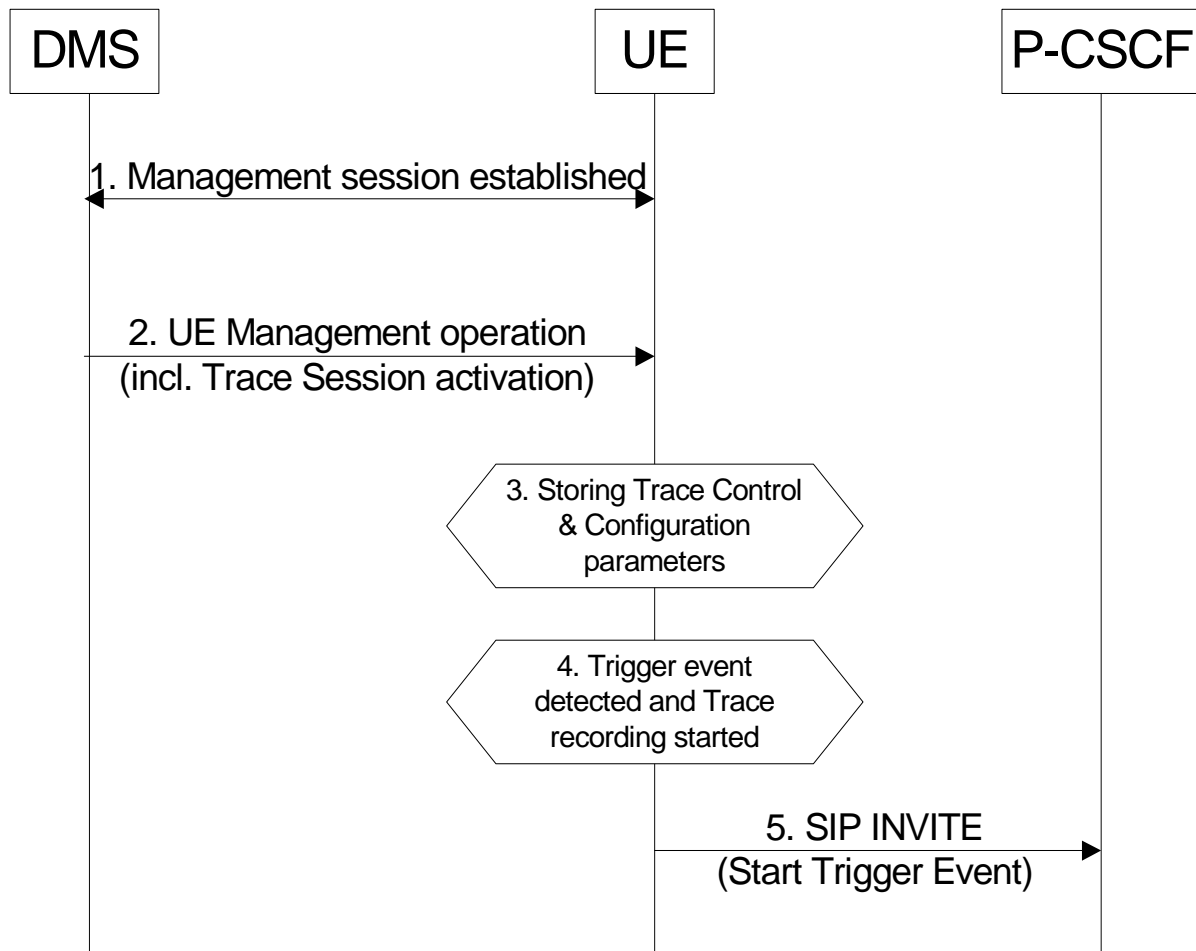 DMS
UE
P-CSCF
1. Management session established
2. UE Management operation
(incl. Trace Session activation)
3. Storing Trace Control
& Configuration
parameters
4. Trigger event
detected and Trace
recording started
5. SIP INVITE
(Start Trigger Event)